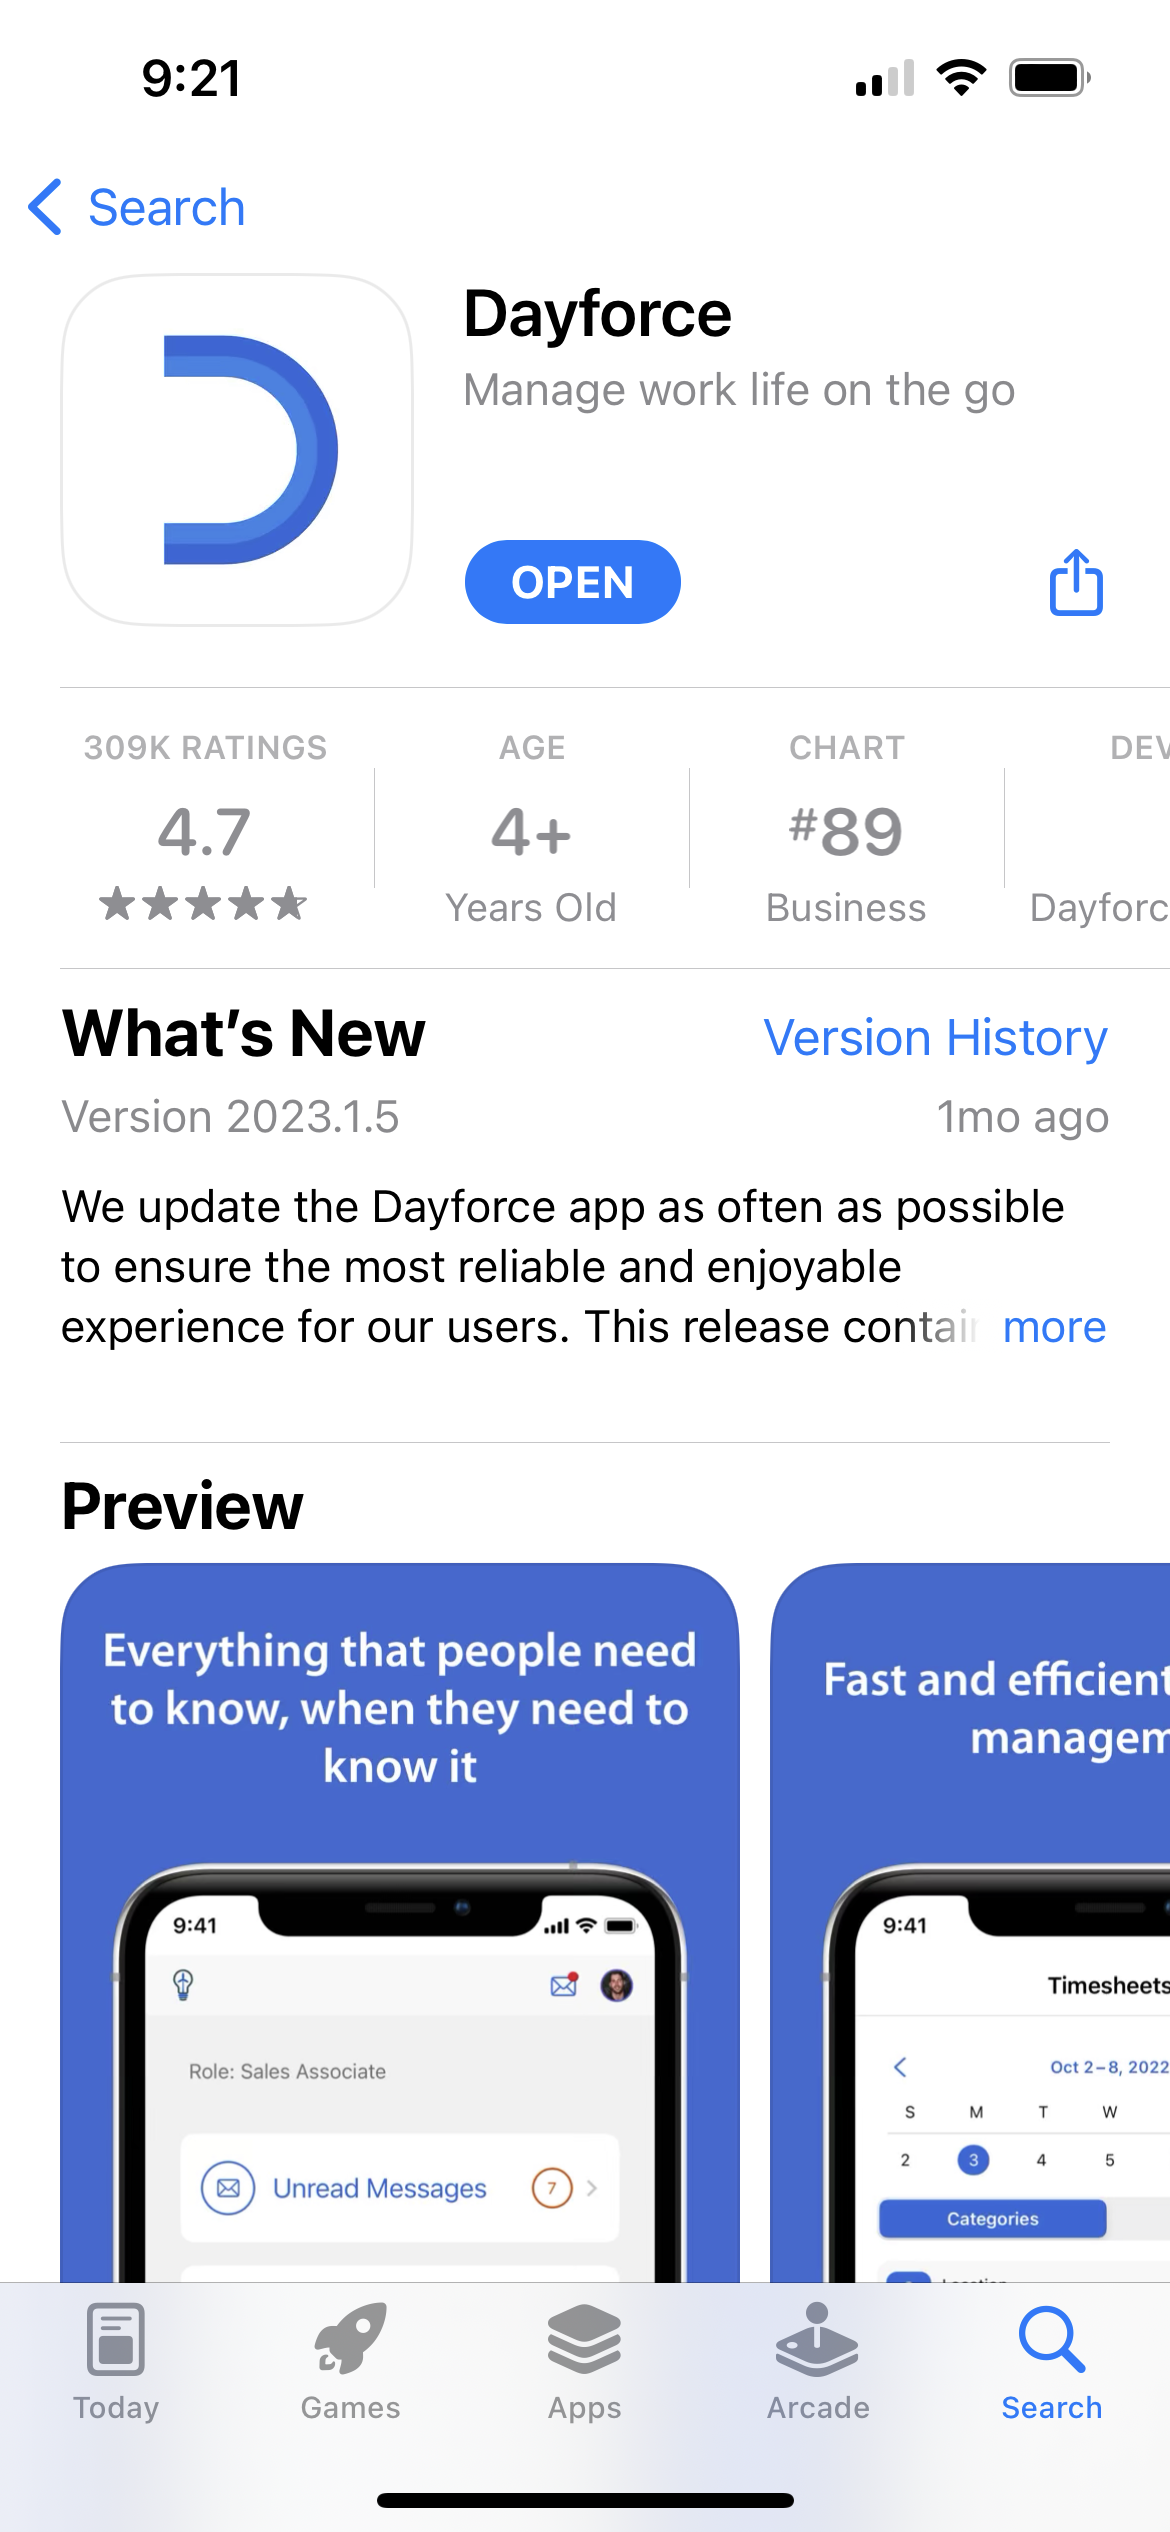 9:21
Search
Dayforce
Manage work life on the go
OPEN
309K RATINGS
4.7
AGE
4+
Years Old
CHART
#89
Business
DEV
Dayforc
What's New
Version History
Version 2023.1.5
1mo ago
We update the Dayforce app as often as possible
to ensure the most reliable and enjoyable
experience for our users. This release contain
more
Preview
Everything that people need
to know, when they need to
know it
9:41
Role: Sales Associate
Unread Messages
7
Fast and efficient
managem
9:41
Timesheets
Oct 2–8, 2022
S M T W
2 3 4 5
Categories
Today
Games
Apps
Arcade
Search